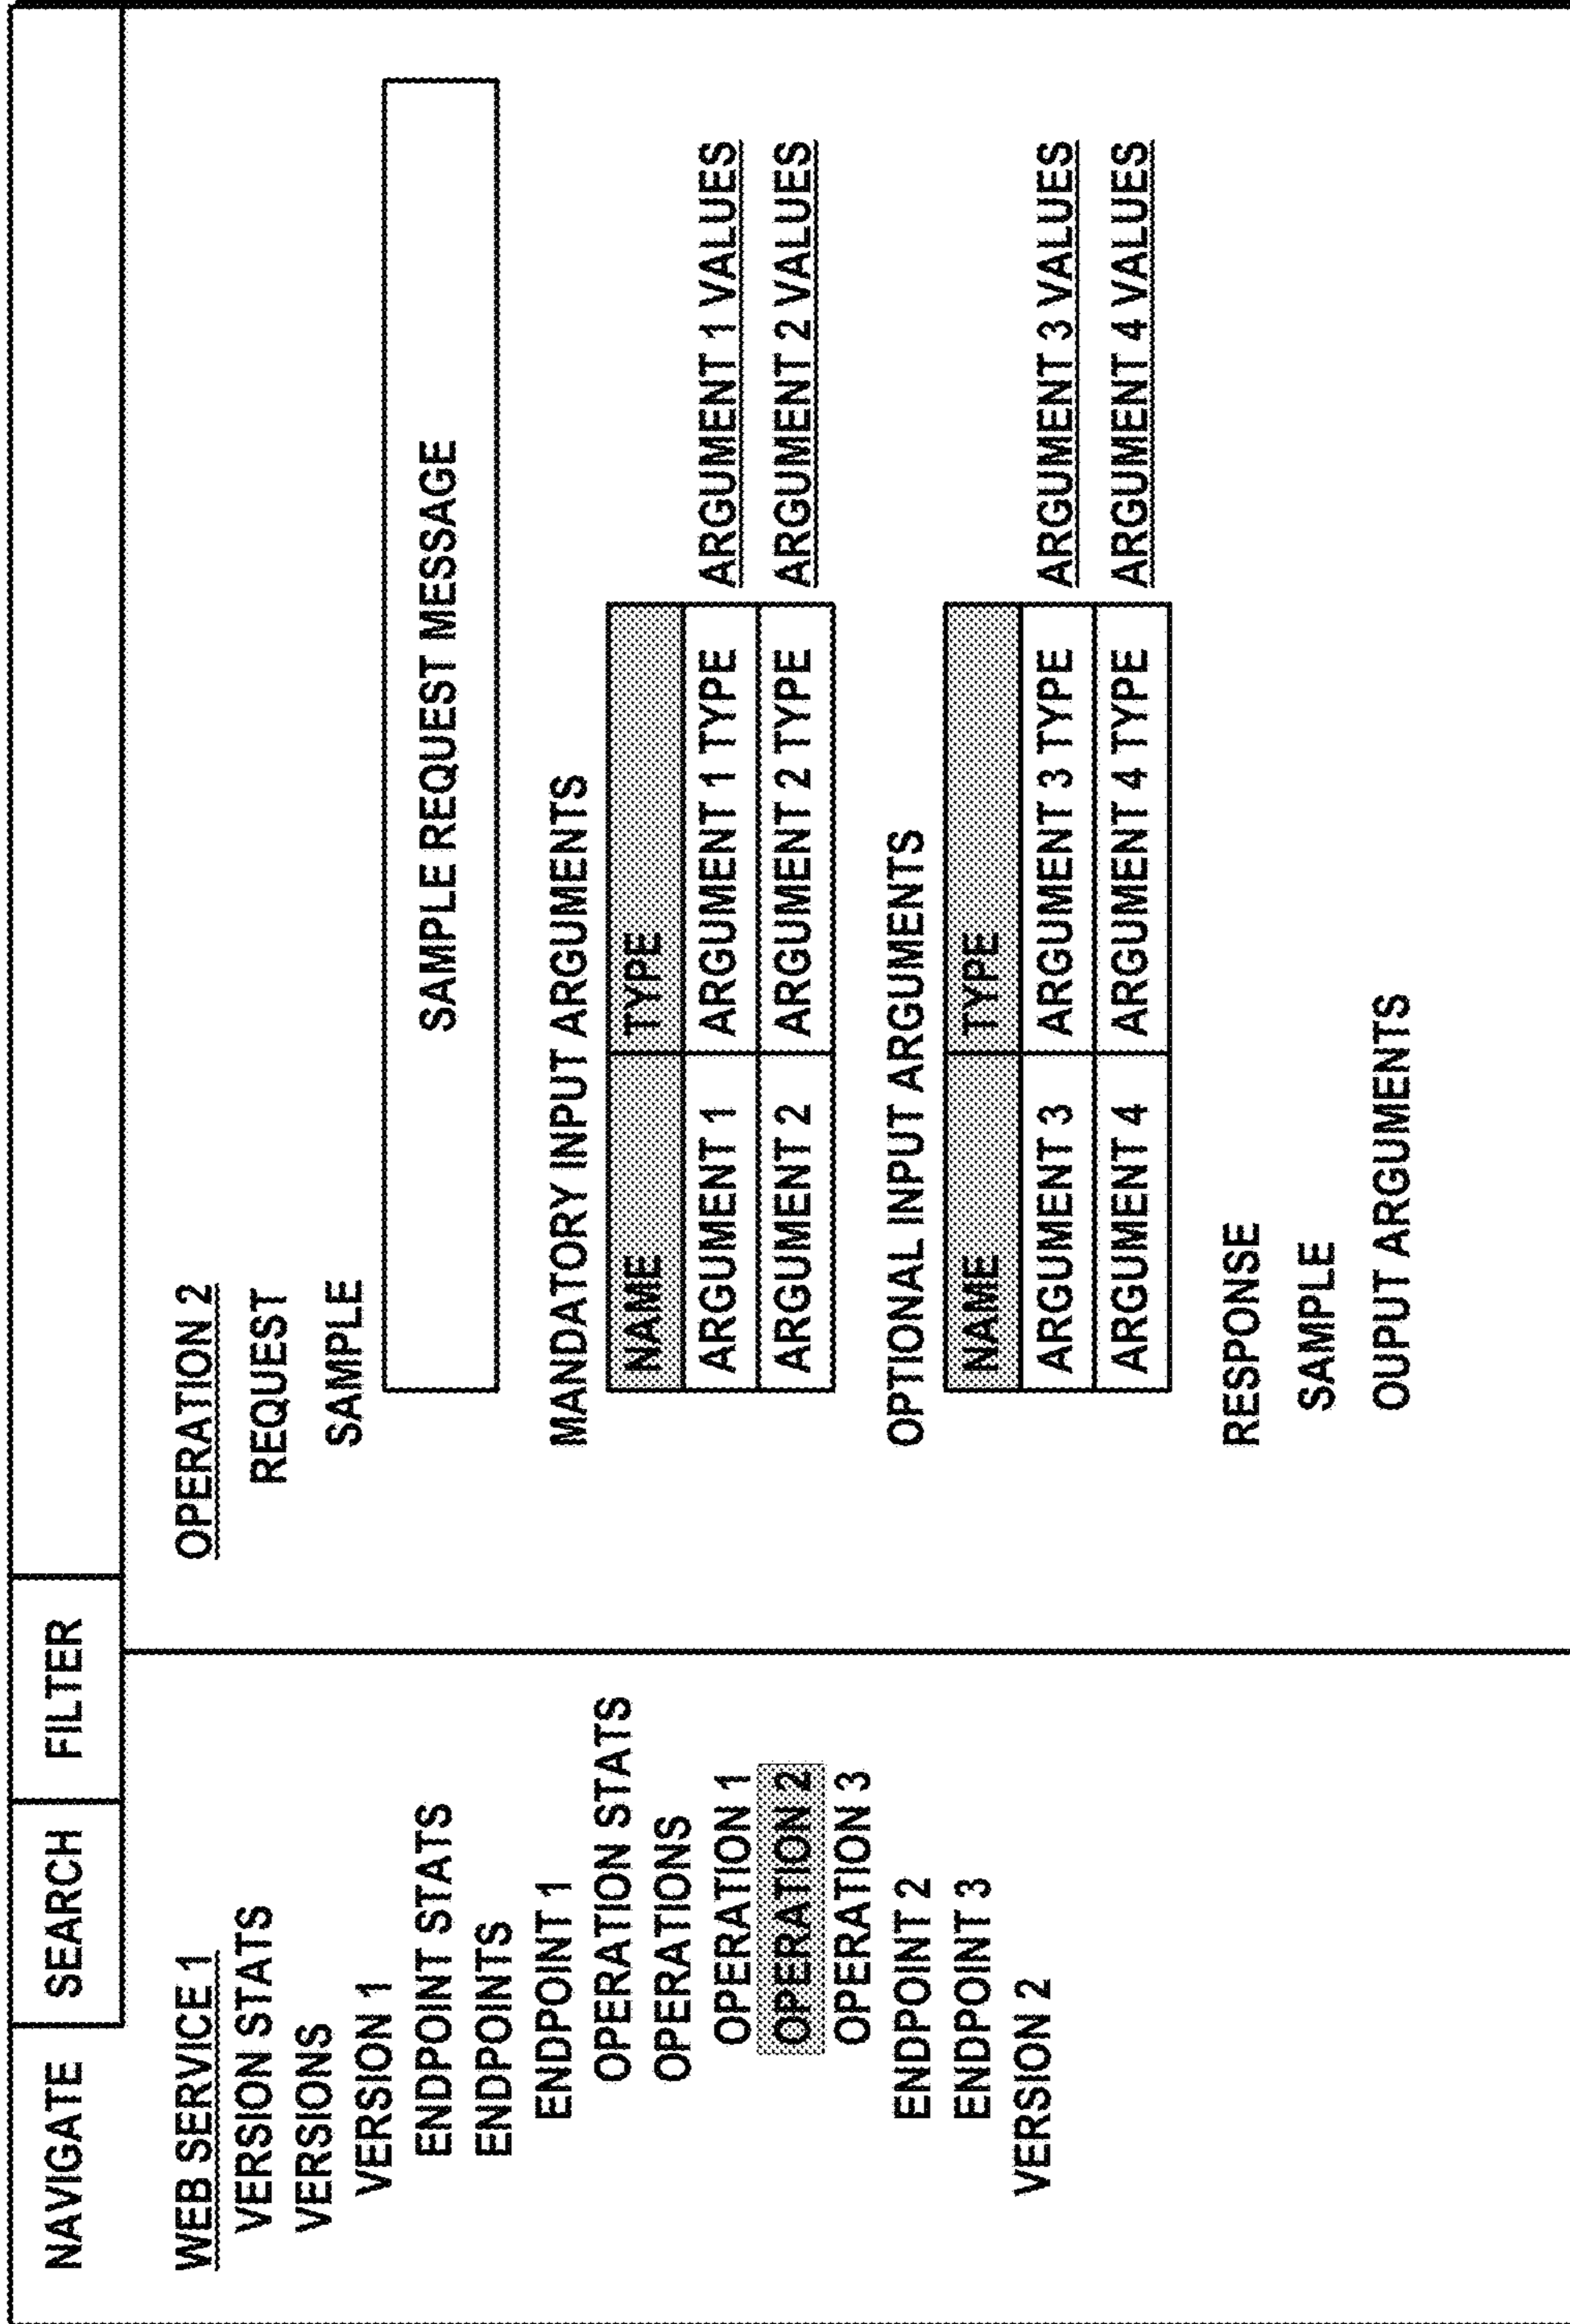 NAVIGATE SEARCH FILTER
WEB SERVICE 1
VERSION STATS
VERSIONS
VERSION 1
ENDPOINT STATS
ENDPOINTS
ENDPOINT 1
OPERATION STATS
OPERATIONS
OPERATION 1
OPERATION 2
OPERATION 3
ENDPOINT 2
ENDPOINT 3
VERSION 2
OPERATION 2
REQUEST
SAMPLE
SAMPLE REQUEST MESSAGE
MANDATORY INPUT ARGUMENTS
NAME TYPE
ARGUMENT 1 ARGUMENT 1 TYPE ARGUMENT 1 VALUES
ARGUMENT 2 ARGUMENT 2 TYPE ARGUMENT 2 VALUES
OPTIONAL INPUT ARGUMENTS
NAME TYPE
ARGUMENT 3 ARGUMENT 3 TYPE ARGUMENT 3 VALUES
ARGUMENT 4 ARGUMENT 4 TYPE ARGUMENT 4 VALUES
RESPONSE
SAMPLE
OUPUT ARGUMENTS